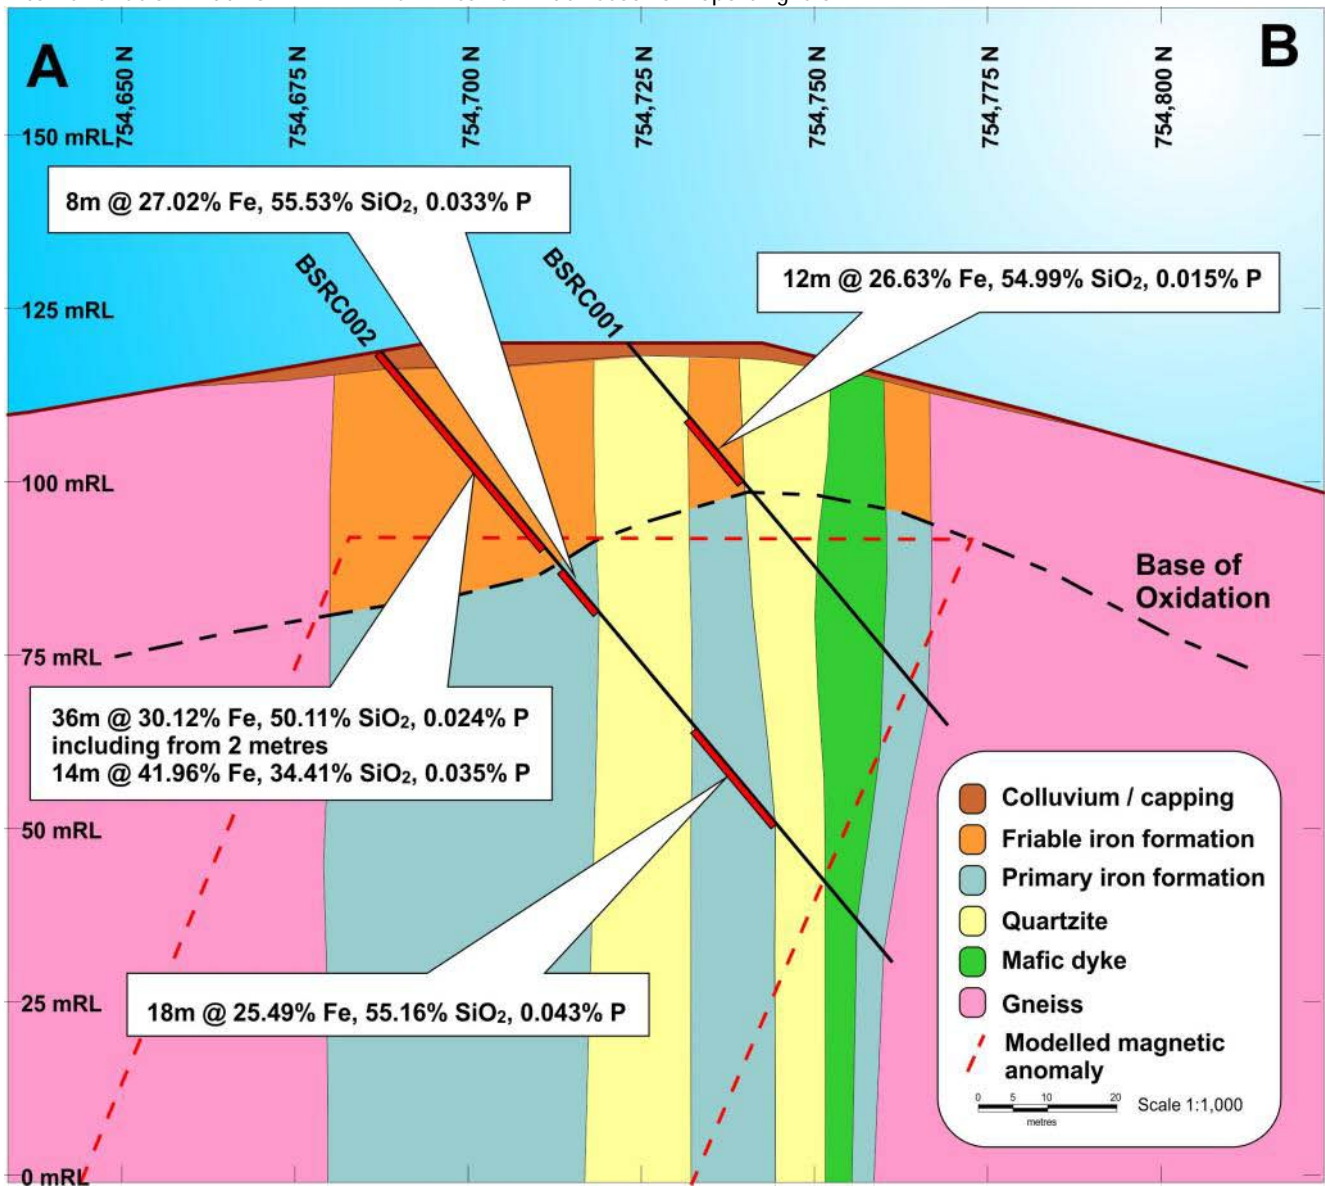 A
B
754,650 N
754,675 N
754,700 N
754,725 N
754,750 N
754,775 N
754,800 N
150 mRL
8m @ 27.02% Fe, 55.53% SiO₂, 0.033% P
BSRC002
BSRC001
12m @ 26.63% Fe, 54.99% SiO₂, 0.015% P
125 mRL
100 mRL
Base of
Oxidation
75 mRL
36m @ 30.12% Fe, 50.11% SiO₂, 0.024% P
including from 2 metres
14m @ 41.96% Fe, 34.41% SiO₂, 0.035% P
50 mRL
18m @ 25.49% Fe, 55.16% SiO₂, 0.043% P
25 mRL
0 mRL
Colluvium / capping
Friable iron formation
Primary iron formation
Quartzite
Mafic dyke
Gneiss
Modelled magnetic
anomaly
0 5 10 20
metres
Scale 1:1,000